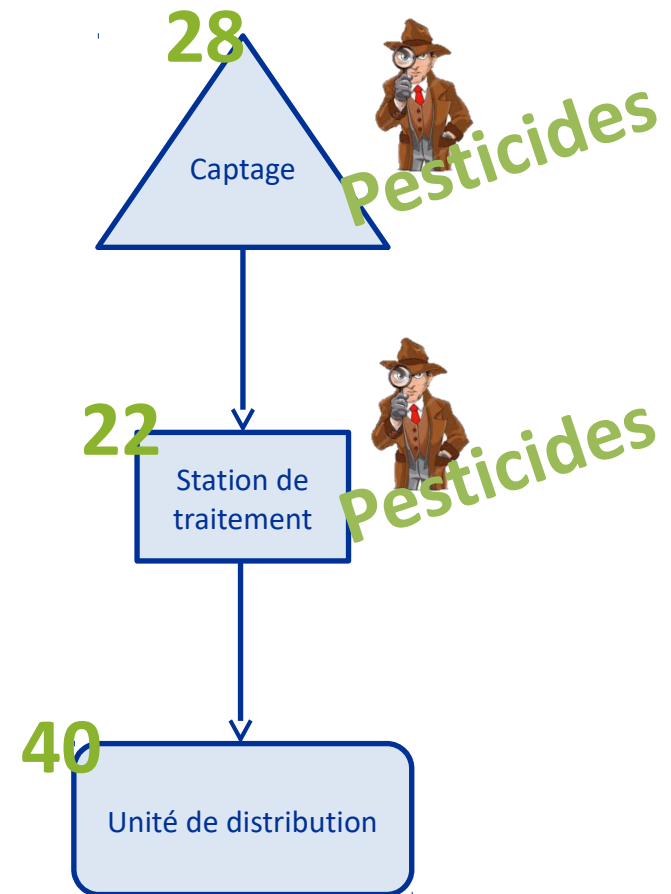 28
Captage
Pesticides
22
Station de
traitement
Pesticides
40
Unité de distribution